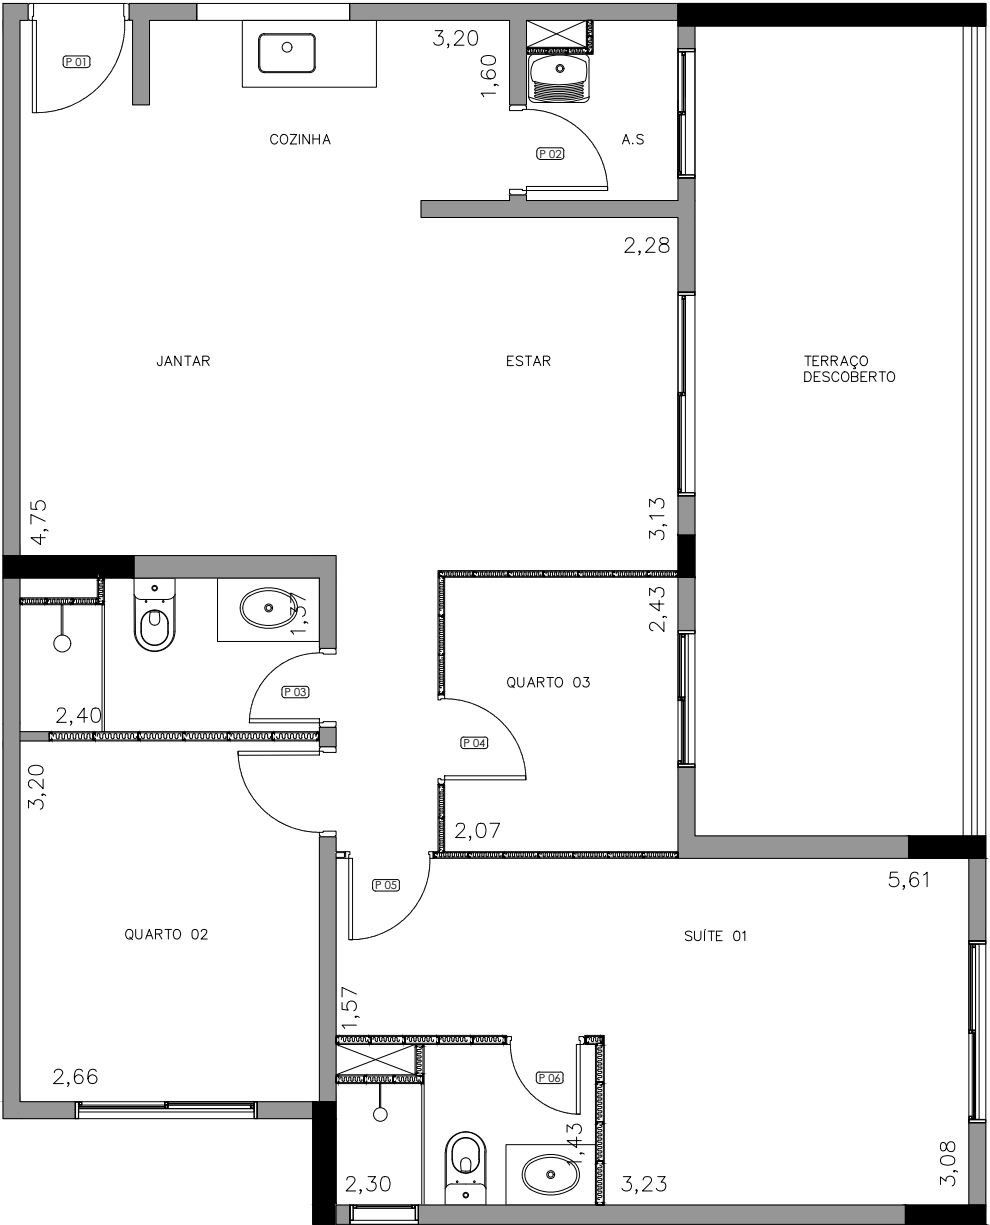 P 01
3,20
1,60
COZINHA
P 02
A.S
2,28
JANTAR
ESTAR
TERRAÇO
DESCOBERTO
4,75
3,13
1,37
2,43
QUARTO 03
P 03
2,40
P 04
3,20
2,07
P 05
5,61
QUARTO 02
SUÍTE 01
1,57
2,66
P 06
1,43
3,08
2,30
3,23